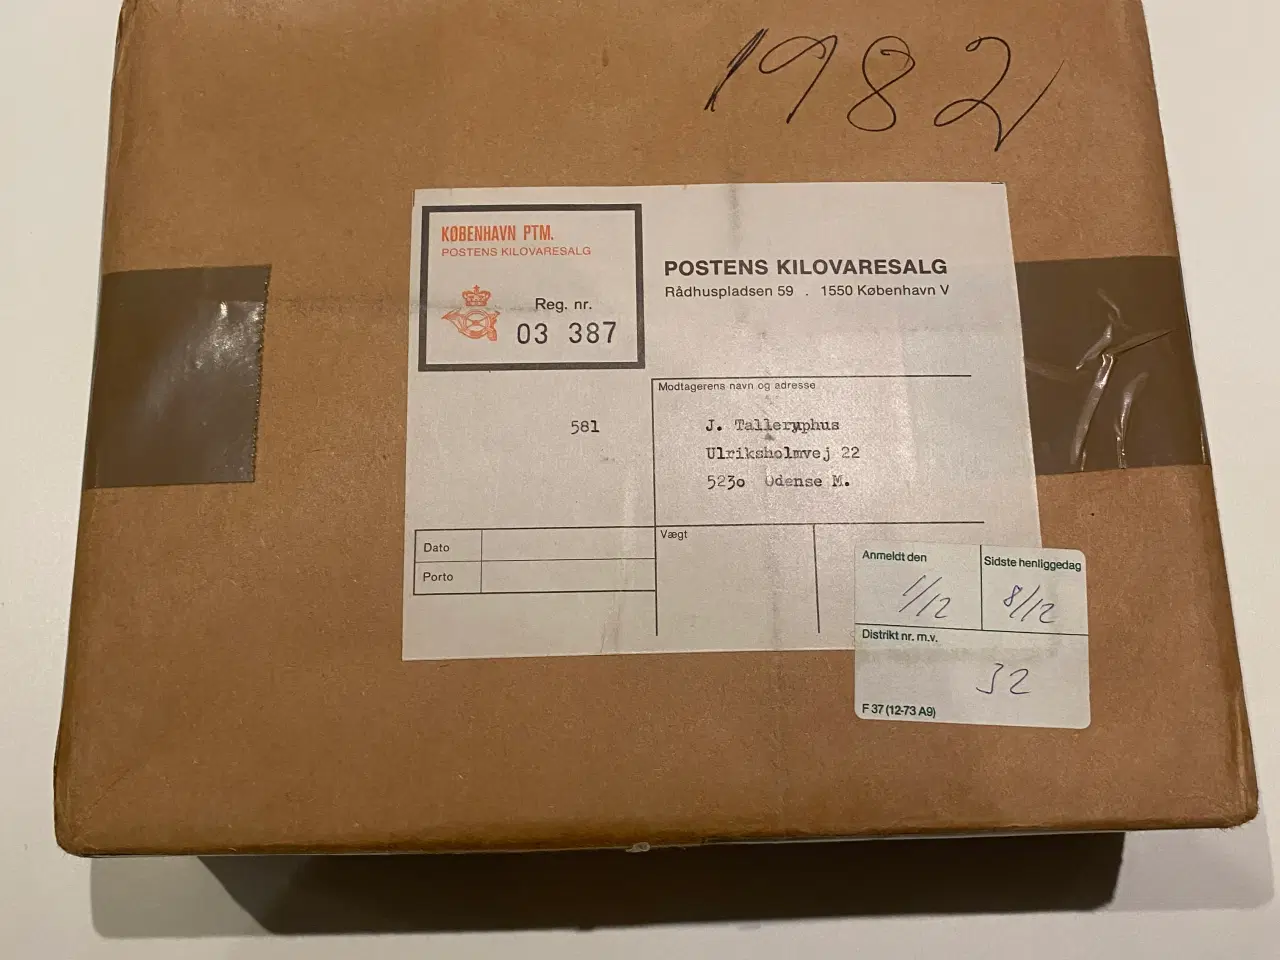 1982
KØBENHAVN PTM.
POSTENS KILOVARESALG
Reg. nr.
03 387
POSTENS KILOVARESALG
Rådhuspladsen 59 . 1550 København V
Modtagerens navn og adresse
581
J. Talleruphus
Ulriksholmvej 22
523o Odense M.
Dato
Porto
Vægt
Anmeldt den
1/12
Sidste henliggedag
8/12
Distrikt nr. m.v.
32
F 37 (12-73 A9)